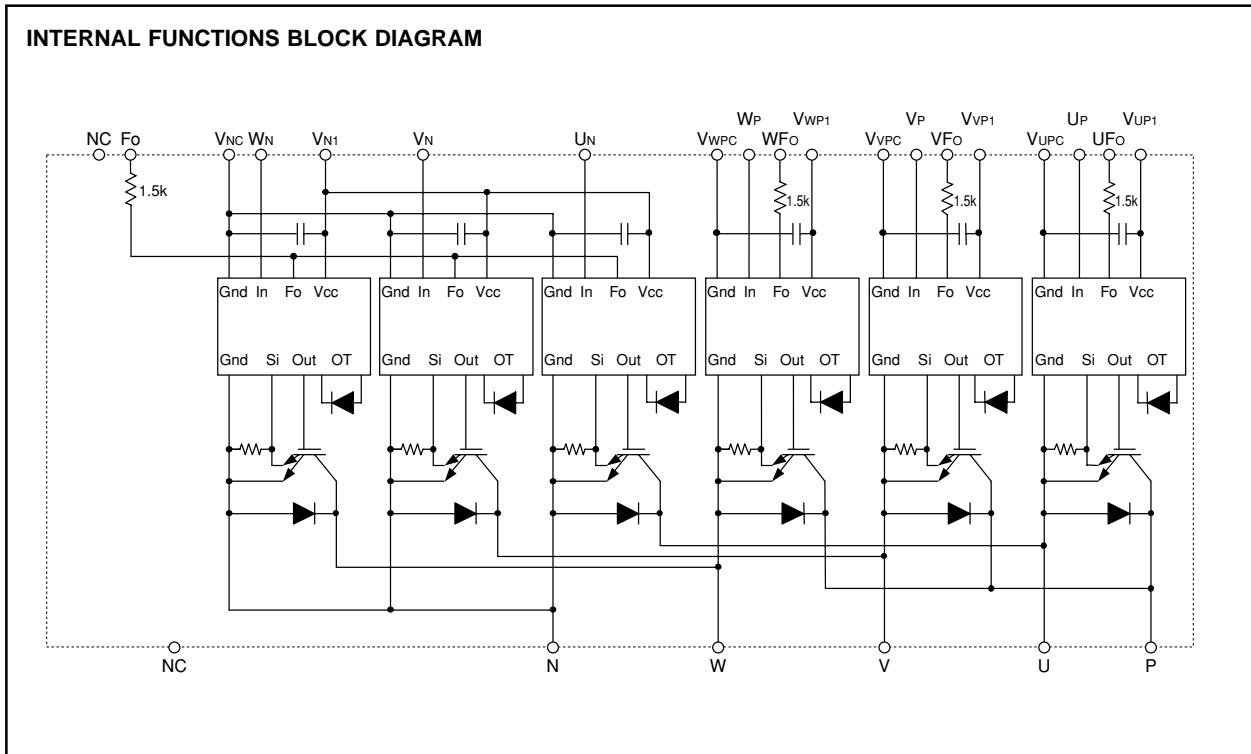 INTERNAL FUNCTIONS BLOCK DIAGRAM
WP VWP1 VP VVP1 UP VUP1
NC Fo VNC WN VN1 VN UN VWPC WFO VVPC VFO VUPC UFO
1.5k 1.5k 1.5k 1.5k
Gnd In Fo Vcc Gnd In Fo Vcc Gnd In Fo Vcc Gnd In Fo Vcc Gnd In Fo Vcc Gnd In Fo Vcc
Gnd Si Out OT Gnd Si Out OT Gnd Si Out OT Gnd Si Out OT Gnd Si Out OT Gnd Si Out OT
NC N W V U P